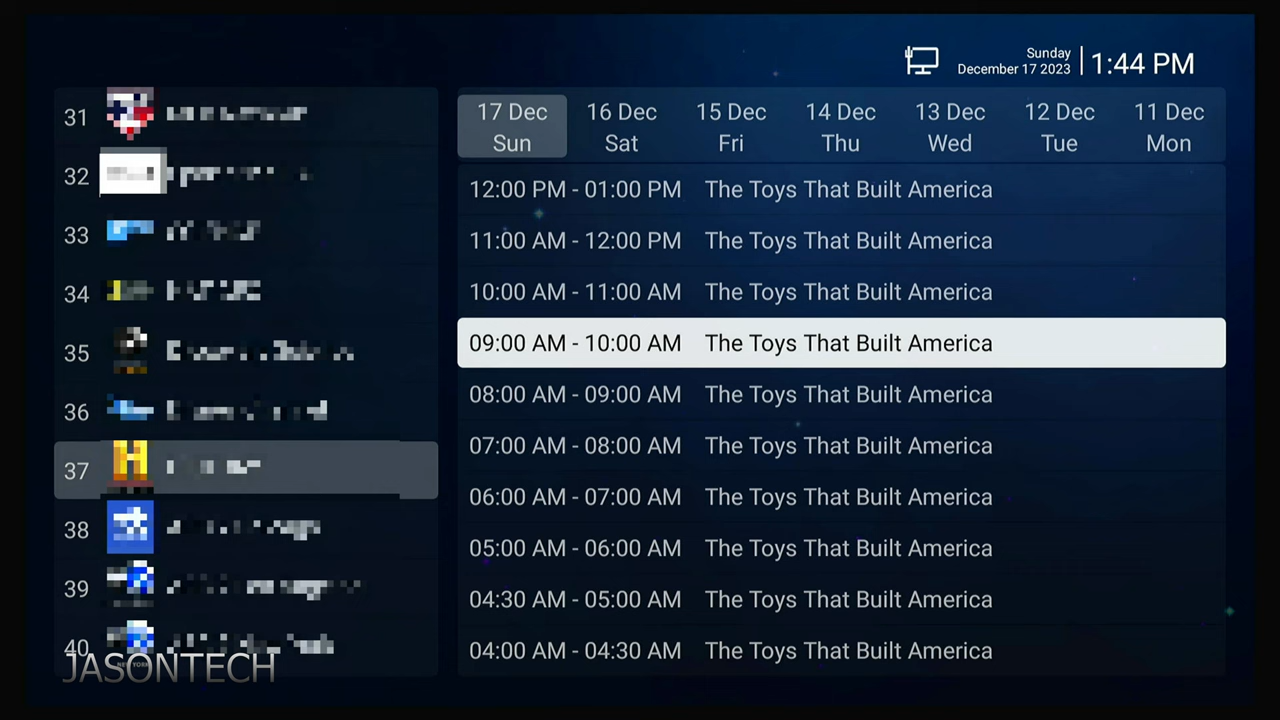 Sunday
December 17 2023
1:44 PM
31
32
33
34
35
36
37
38
39
40
17 Dec Sun
16 Dec Sat
15 Dec Fri
14 Dec Thu
13 Dec Wed
12 Dec Tue
11 Dec Mon
12:00 PM - 01:00 PM The Toys That Built America
11:00 AM - 12:00 PM The Toys That Built America
10:00 AM - 11:00 AM The Toys That Built America
09:00 AM - 10:00 AM The Toys That Built America
08:00 AM - 09:00 AM The Toys That Built America
07:00 AM - 08:00 AM The Toys That Built America
06:00 AM - 07:00 AM The Toys That Built America
05:00 AM - 06:00 AM The Toys That Built America
04:30 AM - 05:00 AM The Toys That Built America
04:00 AM - 04:30 AM The Toys That Built America
NEW YORK
JASONTECH